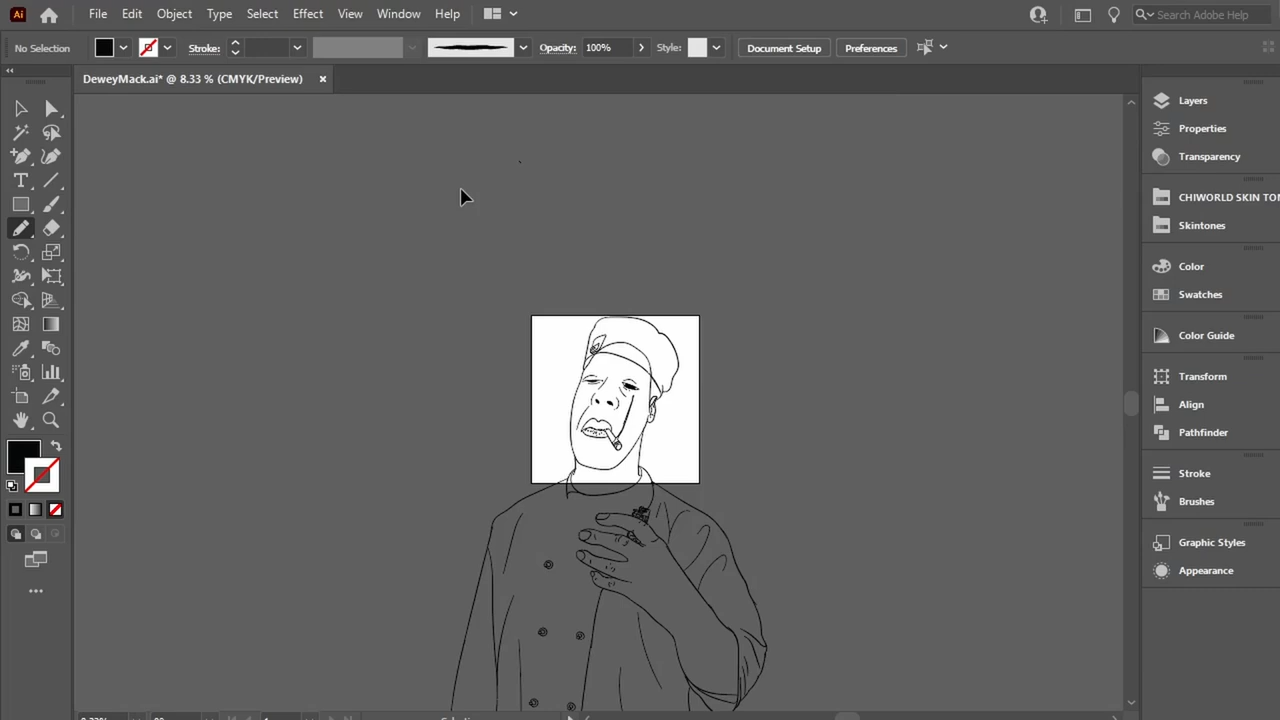 Ai File Edit Object Type Select Effect View Window Help Search Adobe Help
No Selection Stroke: Opacity: 100% Style: Document Setup Preferences
DeweyMack.ai* @ 8.33 % (CMYK/Preview) ×
Layers
Properties
Transparency
CHIWORLD SKIN TON
Skintones
Color
Swatches
Color Guide
Transform
Align
Pathfinder
Stroke
Brushes
Graphic Styles
Appearance